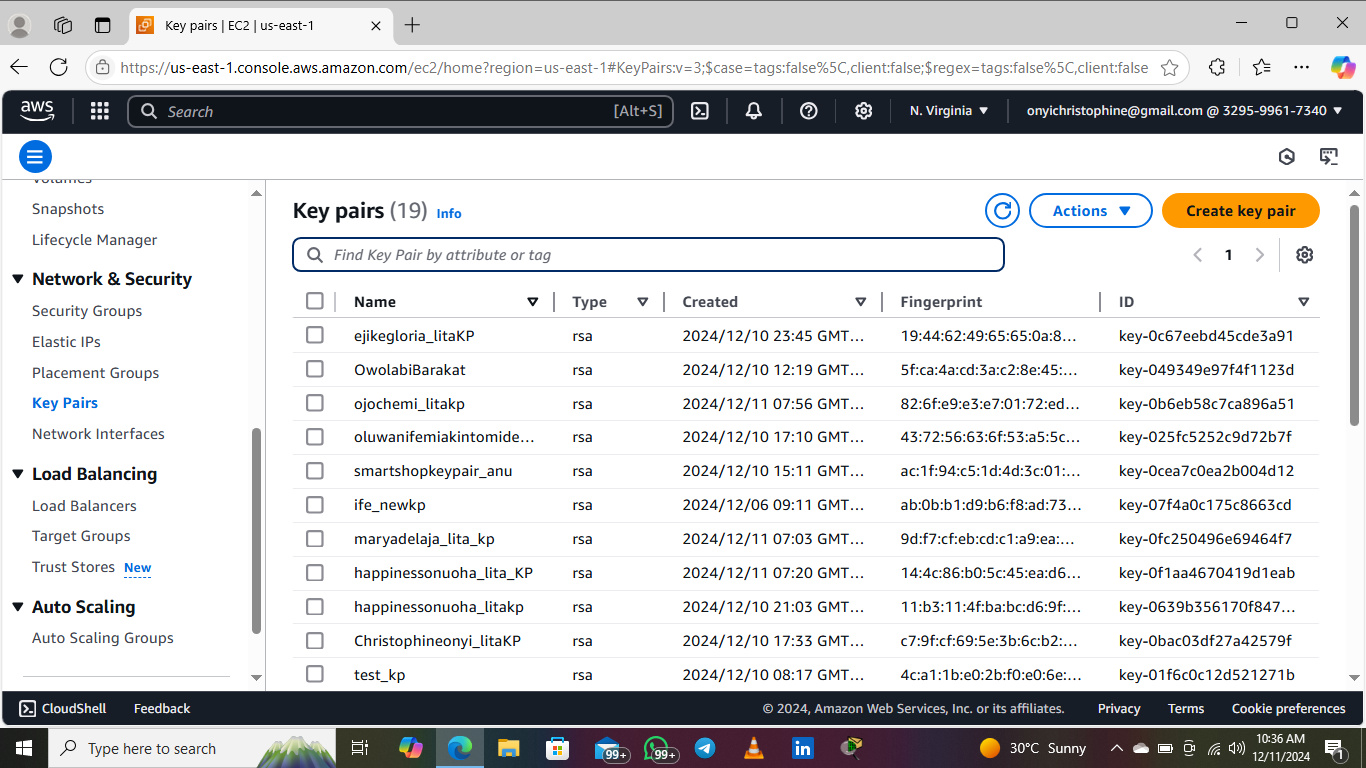 Key pairs | EC2 | us-east-1
https://us-east-1.console.aws.amazon.com/ec2/home?region=us-east-1#KeyPairs:v=3;$case=tags:false%5C,client:false;$regex=tags:false%5C,client:false
aws Search [Alt+S] N. Virginia onyichristophine@gmail.com @ 3295-9961-7340
Volumes
Snapshots
Lifecycle Manager
Network & Security
Security Groups
Elastic IPs
Placement Groups
Key Pairs
Network Interfaces
Load Balancing
Load Balancers
Target Groups
Trust Stores New
Auto Scaling
Auto Scaling Groups
Key pairs (19) Info Actions Create key pair
Find Key Pair by attribute or tag 1
Name Type Created Fingerprint ID
ejikegloria_litaKP rsa 2024/12/10 23:45 GMT... 19:44:62:49:65:65:0a:8... key-0c67eebd45cde3a91
OwolabiBarakat rsa 2024/12/10 12:19 GMT... 5f:ca:4a:cd:3a:c2:8e:45:... key-049349e97f4f1123d
ojochemi_litakp rsa 2024/12/11 07:56 GMT... 82:6f:e9:e3:e7:01:72:ed... key-0b6eb58c7ca896a51
oluwanifemiakintomide... rsa 2024/12/10 17:10 GMT... 43:72:56:63:6f:53:a5:5c... key-025fc5252c9d72b7f
smartshopkeypair_anu rsa 2024/12/10 15:11 GMT... ac:1f:94:c5:1d:4d:3c:01:... key-0cea7c0ea2b004d12
ife_newkp rsa 2024/12/06 09:11 GMT... ab:0b:b1:d9:b6:f8:ad:73... key-07f4a0c175c8663cd
maryadelaja_lita_kp rsa 2024/12/11 07:03 GMT... 9d:f7:cf:eb:cd:c1:a9:ea:... key-0fc250496e69464f7
happinessonuoha_lita_KP rsa 2024/12/11 07:20 GMT... 14:4c:86:b0:5c:45:ea:d6... key-0f1aa4670419d1eab
happinessonuoha_litakp rsa 2024/12/10 21:03 GMT... 11:b3:11:4f:ba:bc:d6:9f:... key-0639b356170f847...
Christophineonyi_litaKP rsa 2024/12/10 17:33 GMT... c7:9f:cf:69:5e:3b:6c:b2:... key-0bac03df27a42579f
test_kp rsa 2024/12/10 08:17 GMT... 4c:a1:1b:e0:2b:f0:e0:6e:... key-01f6c0c12d521271b
CloudShell Feedback © 2024, Amazon Web Services, Inc. or its affiliates. Privacy Terms Cookie preferences
Type here to search 99+ 99+ 30°C Sunny 10:36 AM
12/11/2024 1